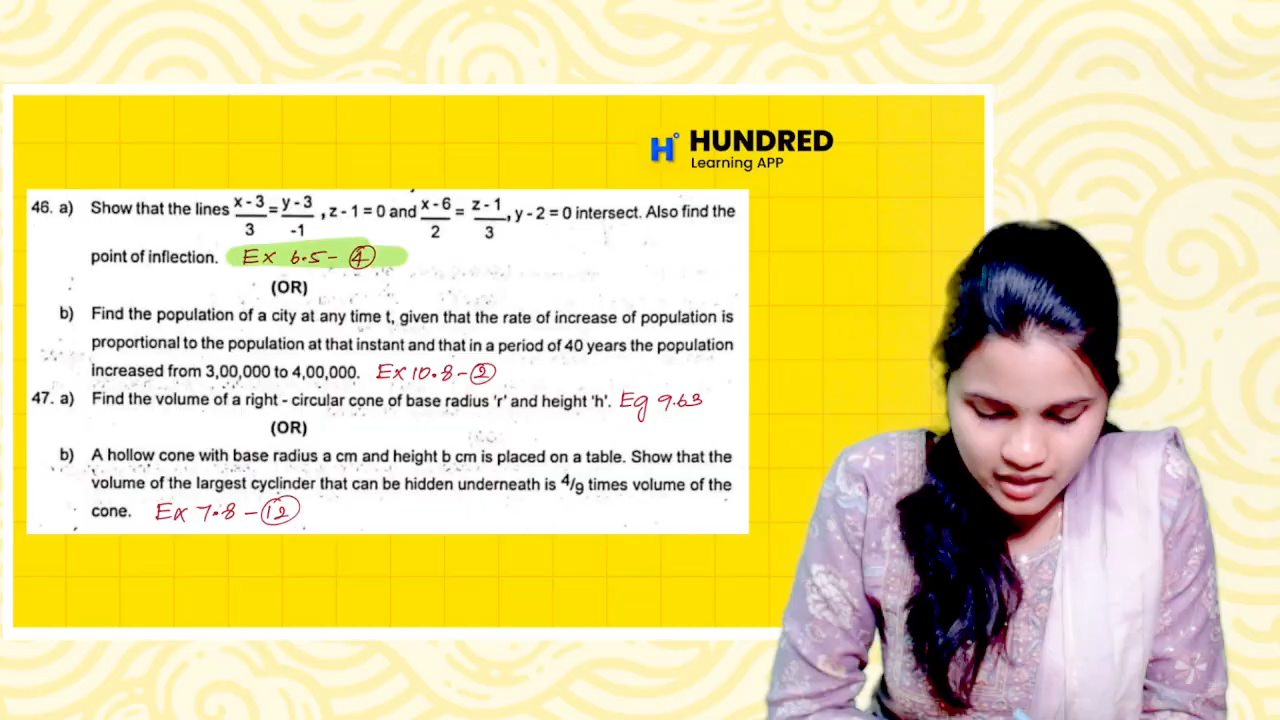 H° HUNDRED
Learning APP
46. a) Show that the lines x - 3/3 = y - 3/-1 , z - 1 = 0 and x - 6/2 = z - 1/3 , y - 2 = 0 intersect. Also find the
point of inflection. Ex 6.5 - ④
(OR)
b) Find the population of a city at any time t, given that the rate of increase of population is
proportional to the population at that instant and that in a period of 40 years the population
increased from 3,00,000 to 4,00,000. Ex 10.8 - ②
47. a) Find the volume of a right - circular cone of base radius 'r' and height 'h'. Eg 9.63
(OR)
b) A hollow cone with base radius a cm and height b cm is placed on a table. Show that the
volume of the largest cyclinder that can be hidden underneath is 4/9 times volume of the
cone. Ex 7.8 - ⑫